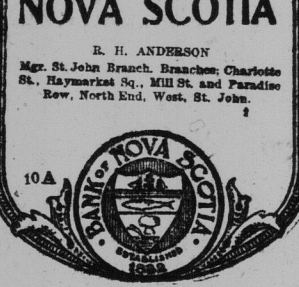 NOVA SCOTIA
R. H. ANDERSON
Mgr. St. John Branch. Branches; Charlotte
St., Haymarket Sq., Mill St. and Paradise
Row, North End, West, St. John.
10 A
BANK OF NOVA SCOTIA
ESTABLISHED
1832